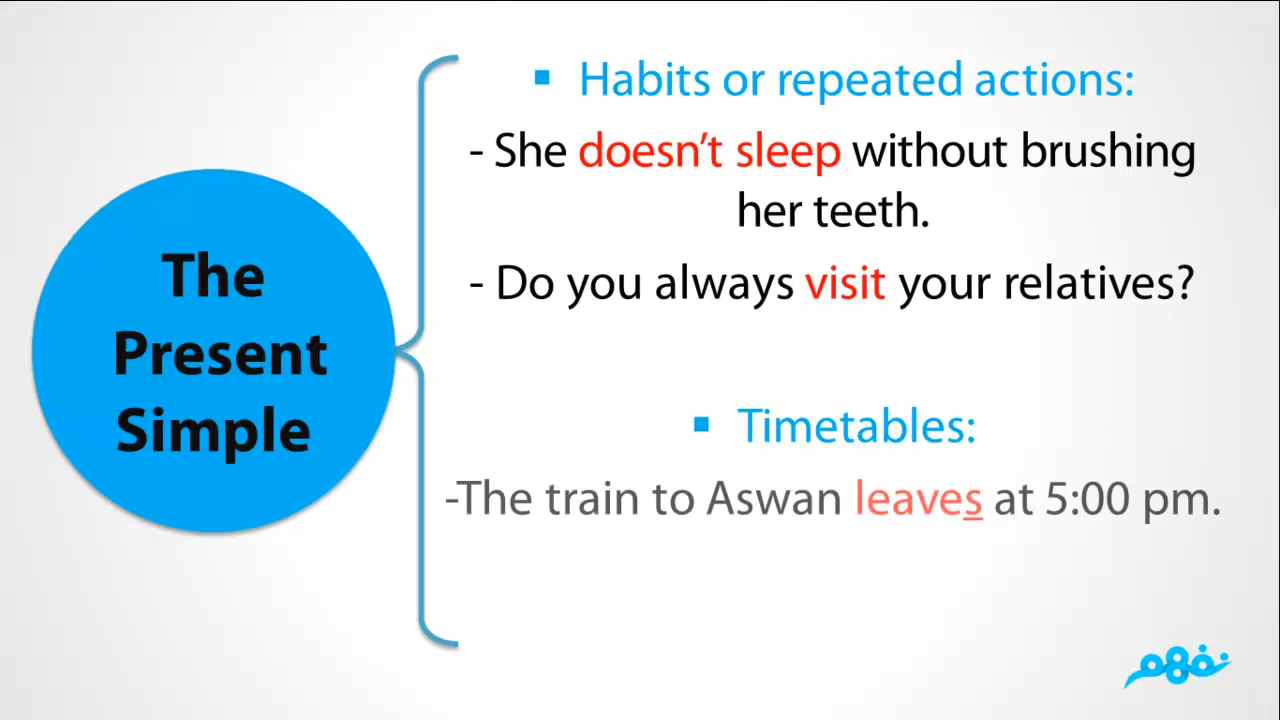 The
Present
Simple
▪ Habits or repeated actions:
- She doesn't sleep without brushing
her teeth.
- Do you always visit your relatives?
▪ Timetables:
-The train to Aswan leaves at 5:00 pm.
نفهم